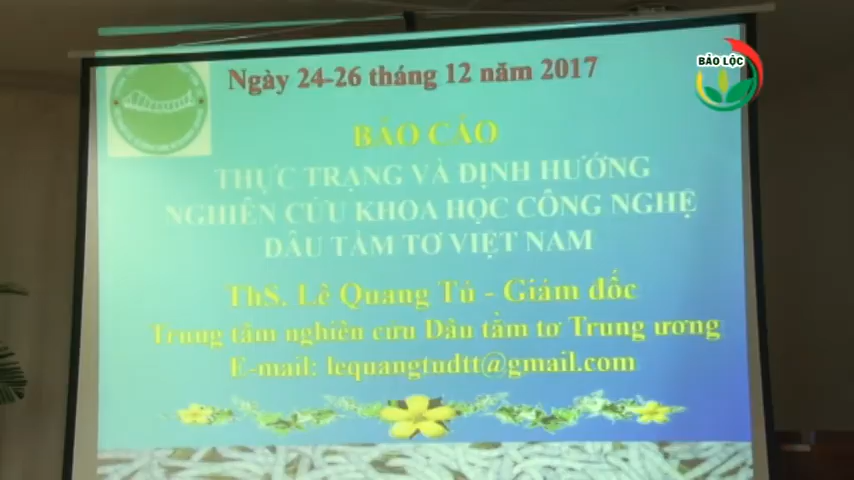 BẢO LỘC
Ngày 24-26 tháng 12 năm 2017
BÁO CÁO
THỰC TRẠNG VÀ ĐỊNH HƯỚNG
NGHIÊN CỨU KHOA HỌC CÔNG NGHỆ
DÂU TẰM TƠ VIỆT NAM
ThS. Lê Quang Tú - Giám đốc
Trung tâm nghiên cứu Dâu tằm tơ Trung ương
E-mail: lequangtudtt@gmail.com